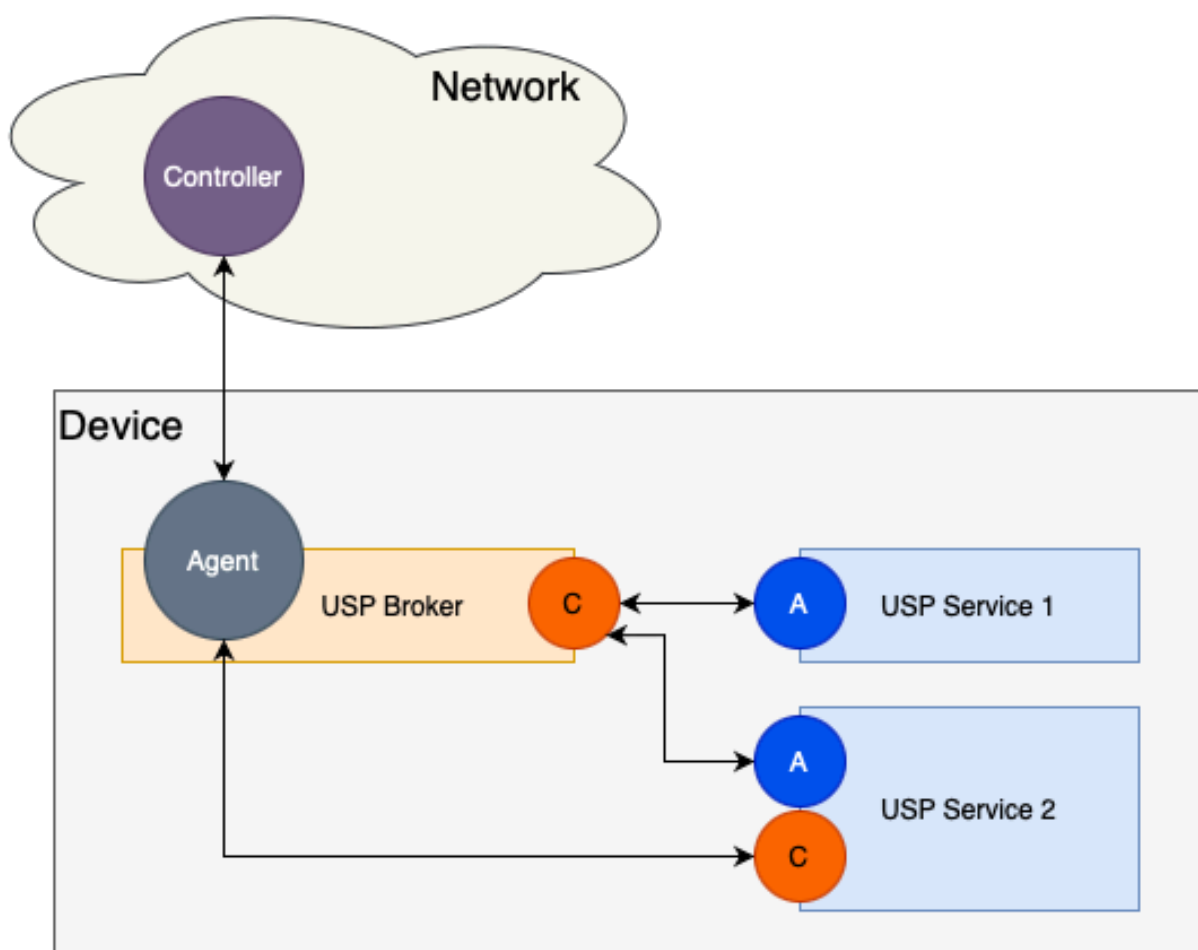 Network
Controller
Device
Agent
USP Broker
C
A
USP Service 1
A
USP Service 2
C